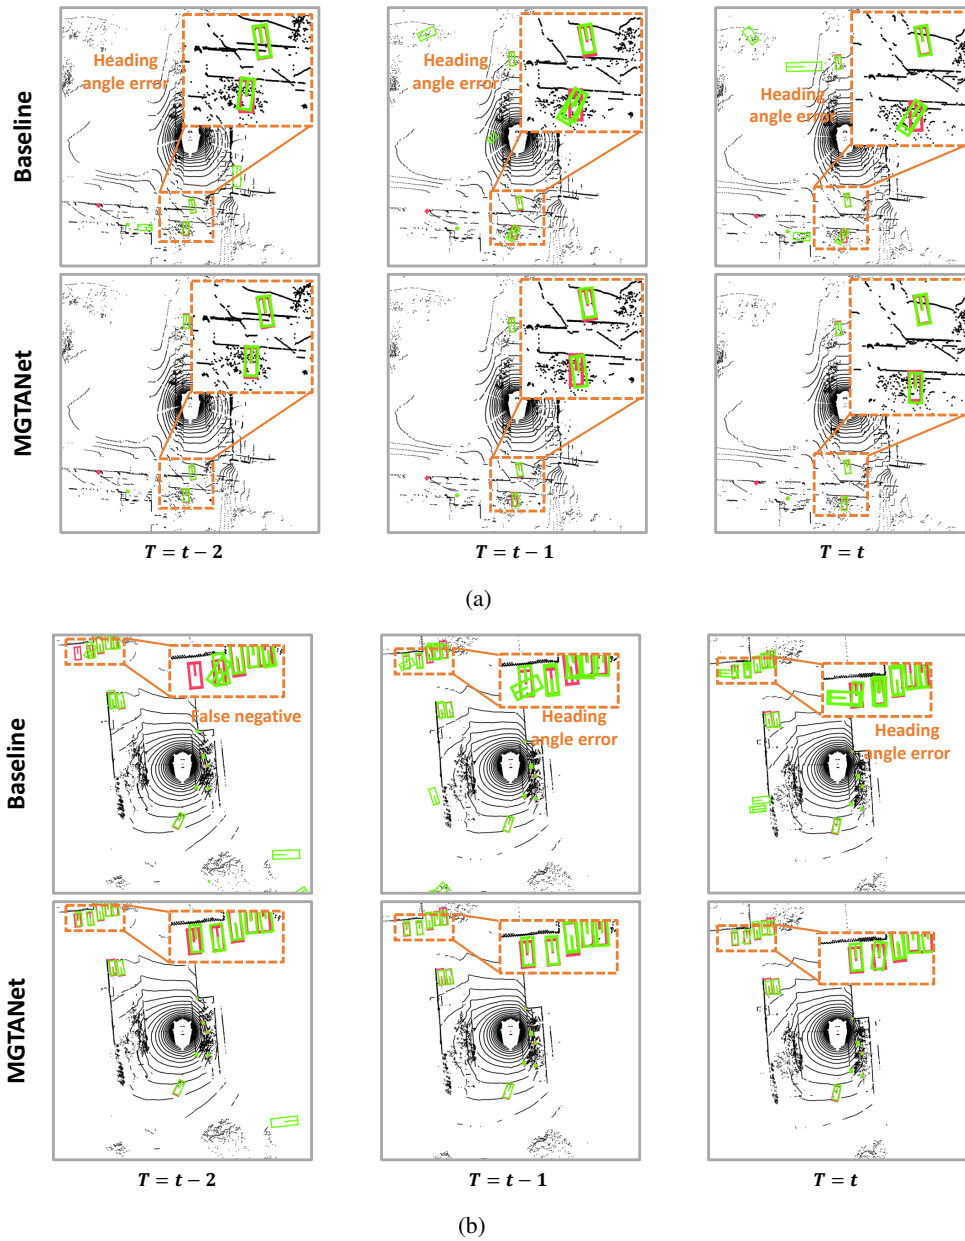 Baseline
Heading
angle error
Heading
angle error
Heading
angle error
MGTANet
T = t − 2
T = t − 1
T = t
(a)
Baseline
False negative
Heading
angle error
Heading
angle error
MGTANet
T = t − 2
T = t − 1
T = t
(b)